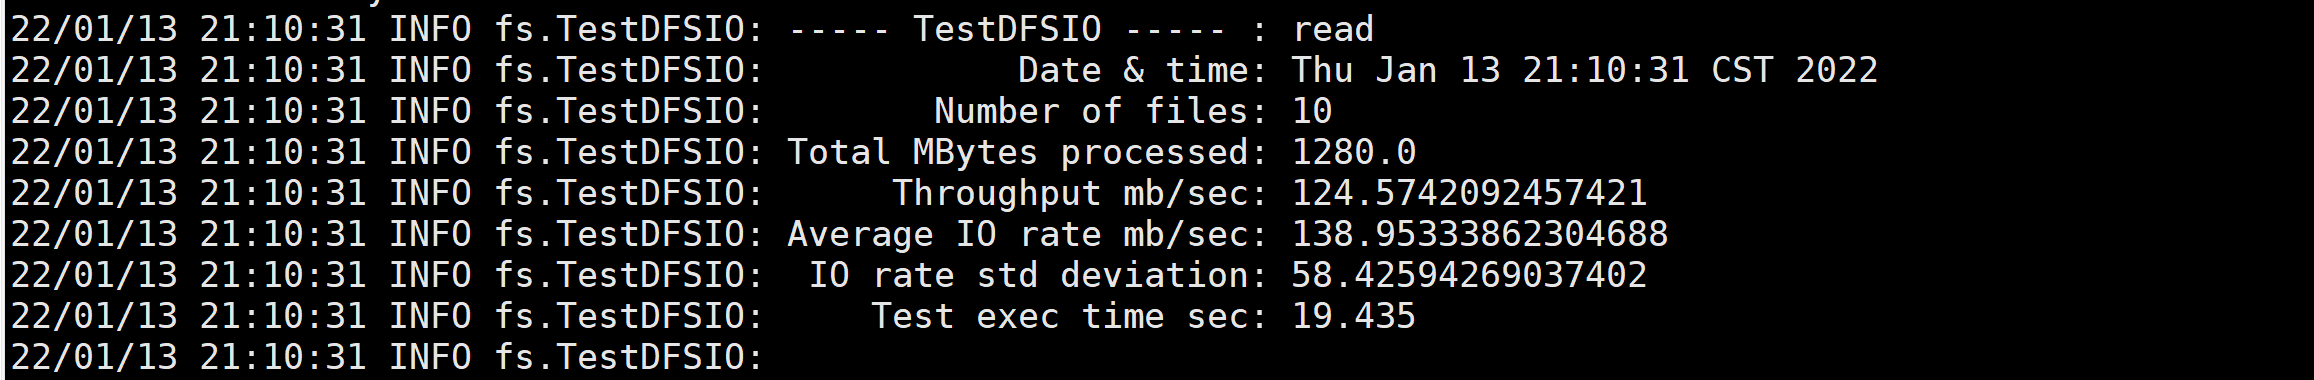 22/01/13 21:10:31 INFO fs.TestDFSIO: ----- TestDFSIO ----- : read
22/01/13 21:10:31 INFO fs.TestDFSIO:             Date & time: Thu Jan 13 21:10:31 CST 2022
22/01/13 21:10:31 INFO fs.TestDFSIO:         Number of files: 10
22/01/13 21:10:31 INFO fs.TestDFSIO:  Total MBytes processed: 1280.0
22/01/13 21:10:31 INFO fs.TestDFSIO:       Throughput mb/sec: 124.5742092457421
22/01/13 21:10:31 INFO fs.TestDFSIO:  Average IO rate mb/sec: 138.95333862304688
22/01/13 21:10:31 INFO fs.TestDFSIO:   IO rate std deviation: 58.42594269037402
22/01/13 21:10:31 INFO fs.TestDFSIO:      Test exec time sec: 19.435
22/01/13 21:10:31 INFO fs.TestDFSIO: